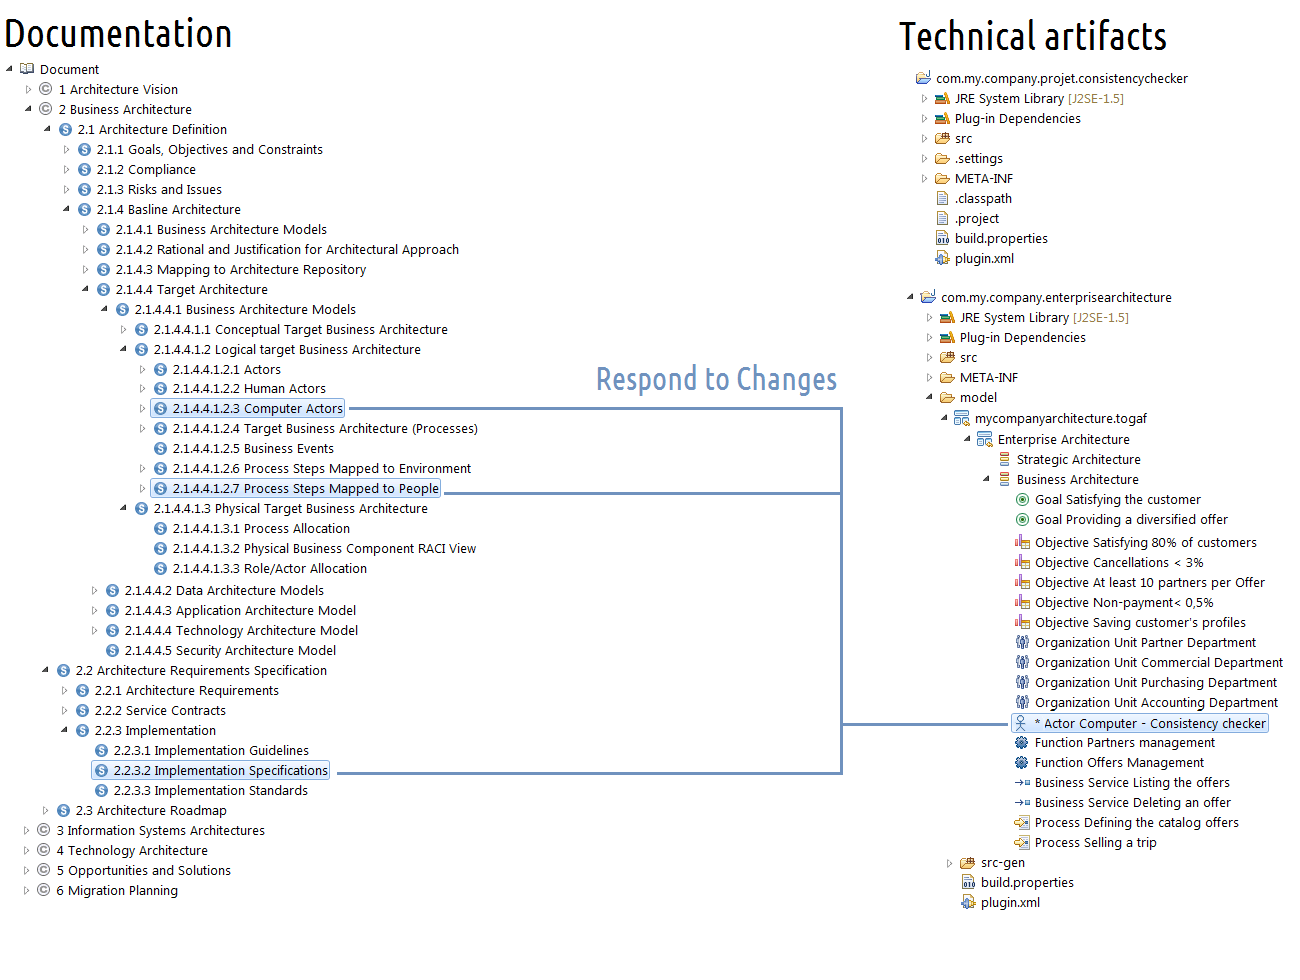 Documentation
Document
1 Architecture Vision
2 Business Architecture
2.1 Architecture Definition
2.1.1 Goals, Objectives and Constraints
2.1.2 Compliance
2.1.3 Risks and Issues
2.1.4 Basline Architecture
2.1.4.1 Business Architecture Models
2.1.4.2 Rational and Justification for Architectural Approach
2.1.4.3 Mapping to Architecture Repository
2.1.4.4 Target Architecture
2.1.4.4.1 Business Architecture Models
2.1.4.4.1.1 Conceptual Target Business Architecture
2.1.4.4.1.2 Logical target Business Architecture
2.1.4.4.1.2.1 Actors
2.1.4.4.1.2.2 Human Actors
2.1.4.4.1.2.3 Computer Actors
2.1.4.4.1.2.4 Target Business Architecture (Processes)
2.1.4.4.1.2.5 Business Events
2.1.4.4.1.2.6 Process Steps Mapped to Environment
2.1.4.4.1.2.7 Process Steps Mapped to People
2.1.4.4.1.3 Physical Target Business Architecture
2.1.4.4.1.3.1 Process Allocation
2.1.4.4.1.3.2 Physical Business Component RACI View
2.1.4.4.1.3.3 Role/Actor Allocation
2.1.4.4.2 Data Architecture Models
2.1.4.4.3 Application Architecture Model
2.1.4.4.4 Technology Architecture Model
2.1.4.4.5 Security Architecture Model
2.2 Architecture Requirements Specification
2.2.1 Architecture Requirements
2.2.2 Service Contracts
2.2.3 Implementation
2.2.3.1 Implementation Guidelines
2.2.3.2 Implementation Specifications
2.2.3.3 Implementation Standards
2.3 Architecture Roadmap
3 Information Systems Architectures
4 Technology Architecture
5 Opportunities and Solutions
6 Migration Planning
Respond to Changes
Technical artifacts
com.my.company.projet.consistencychecker
JRE System Library [J2SE-1.5]
Plug-in Dependencies
src
.settings
META-INF
.classpath
.project
build.properties
plugin.xml
com.my.company.enterprisearchitecture
JRE System Library [J2SE-1.5]
Plug-in Dependencies
src
META-INF
model
mycompanyarchitecture.togaf
Enterprise Architecture
Strategic Architecture
Business Architecture
Goal Satisfying the customer
Goal Providing a diversified offer
Objective Satisfying 80% of customers
Objective Cancellations < 3%
Objective At least 10 partners per Offer
Objective Non-payment< 0,5%
Objective Saving customer's profiles
Organization Unit Partner Department
Organization Unit Commercial Department
Organization Unit Purchasing Department
Organization Unit Accounting Department
* Actor Computer - Consistency checker
Function Partners management
Function Offers Management
Business Service Listing the offers
Business Service Deleting an offer
Process Defining the catalog offers
Process Selling a trip
src-gen
build.properties
plugin.xml